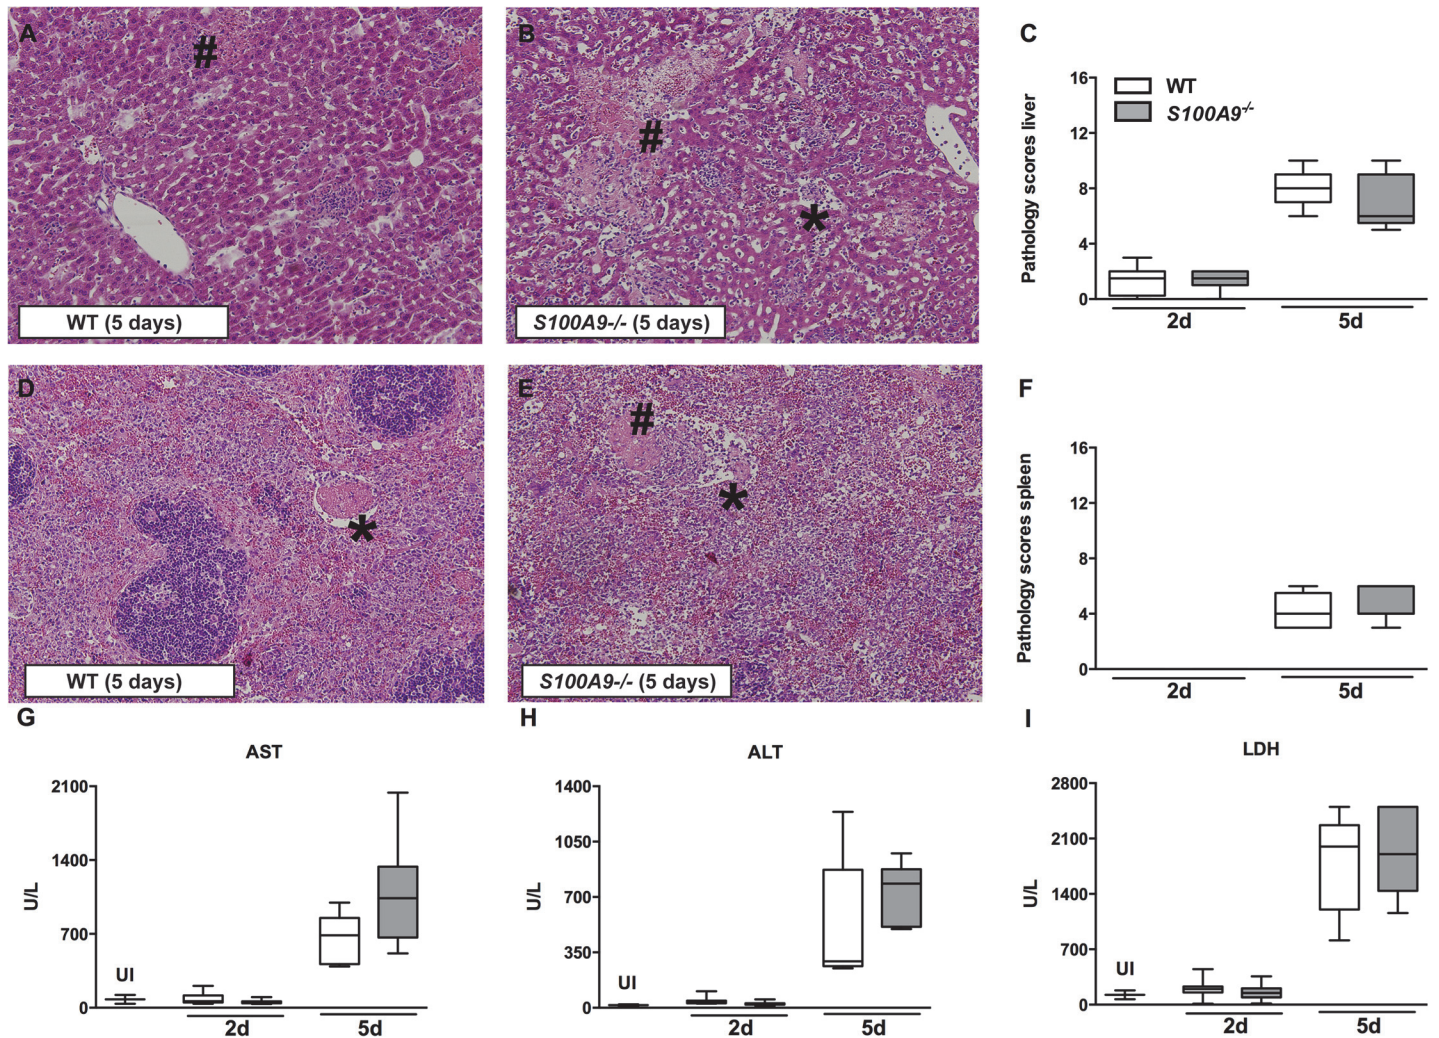 A
#
WT (5 days)
B
#
*
S100A9-/- (5 days)
C
Pathology scores liver
16
12
8
4
0
WT
S100A9-/-
2d
5d
D
*
WT (5 days)
E
#
*
S100A9-/- (5 days)
F
Pathology scores spleen
16
12
8
4
0
2d
5d
G
AST
U/L
2100
1400
700
0
UI
2d
5d
H
ALT
U/L
1400
1050
700
350
0
UI
2d
5d
I
LDH
U/L
2800
2100
1400
700
0
UI
2d
5d